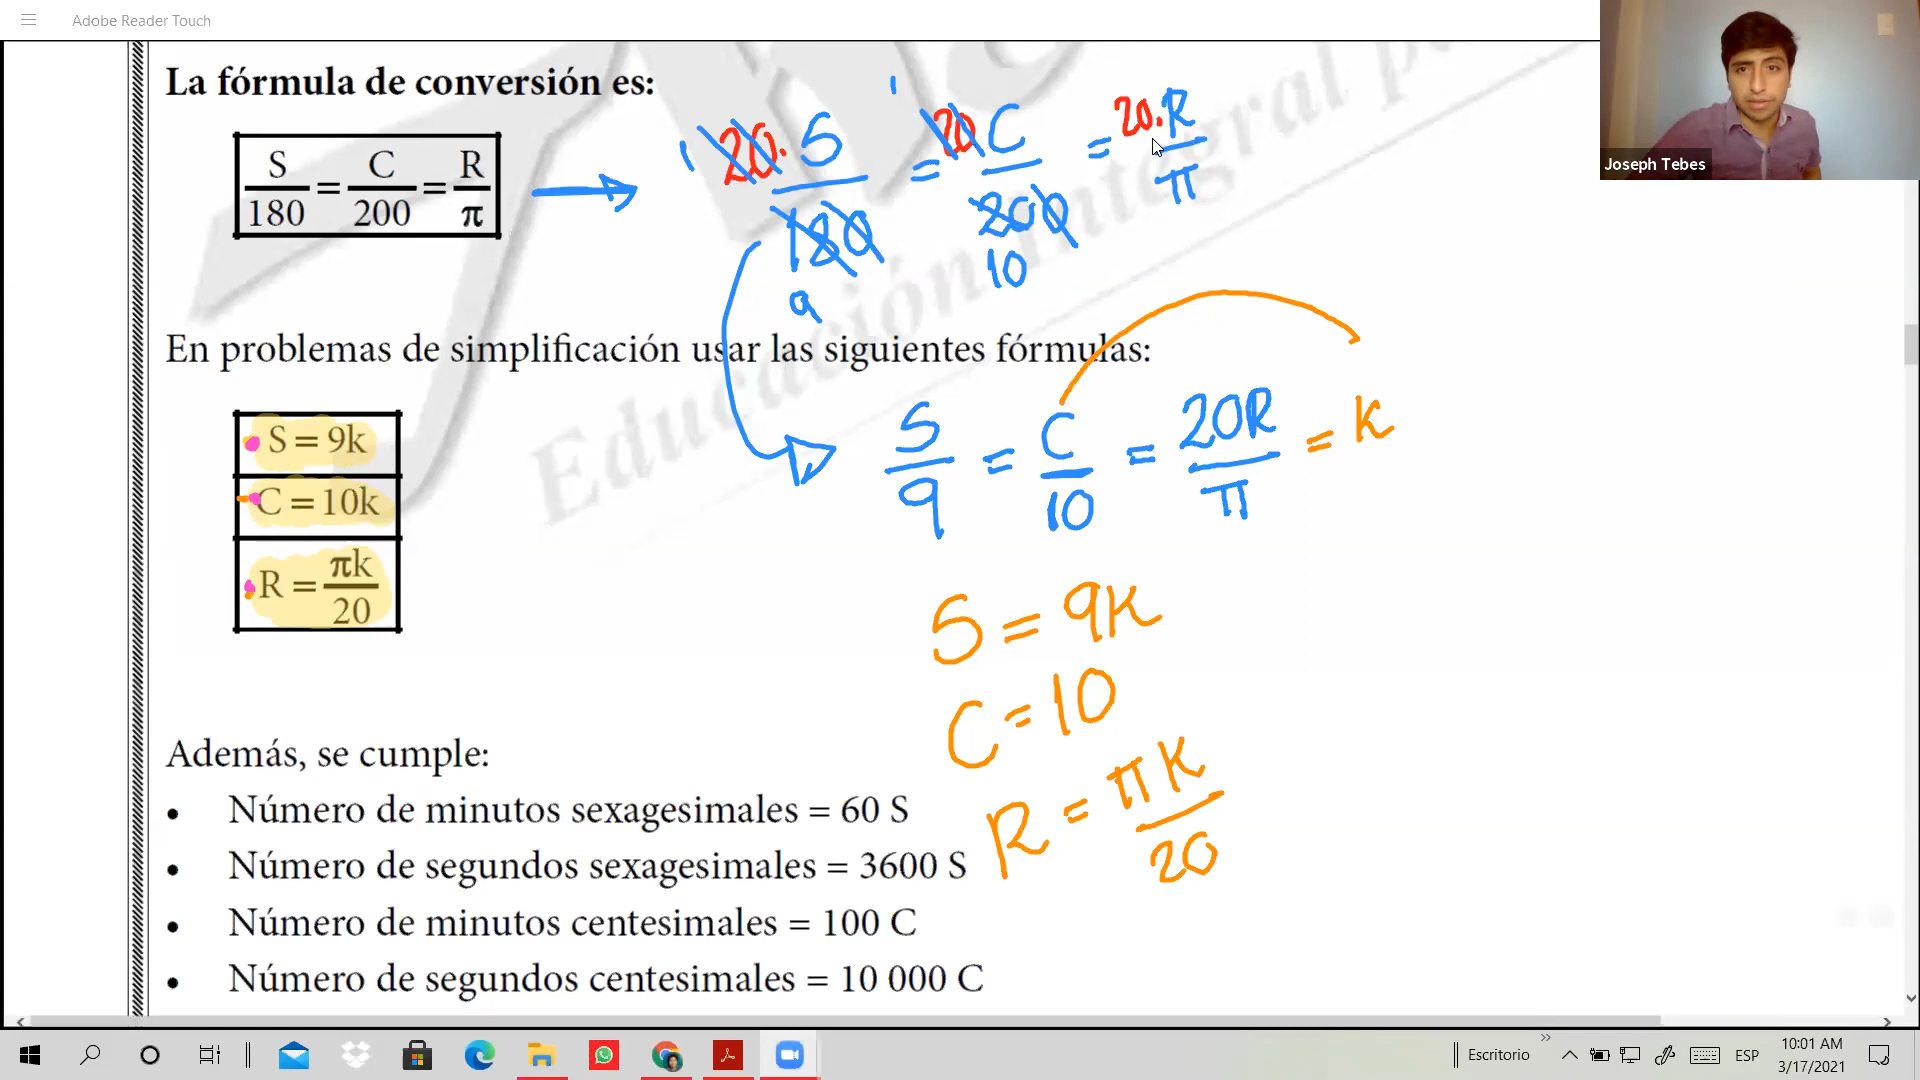 Adobe Reader Touch
La fórmula de conversión es:
S/180 = C/200 = R/π
1 20. S/180 = 1 20 C/200 = 20. R/π
9 10
En problemas de simplificación usar las siguientes fórmulas:
S = 9k
C = 10k
R = πk/20
S/9 = C/10 = 20R/π = K
S = 9K
C = 10
R = πK/20
Además, se cumple:
• Número de minutos sexagesimales = 60 S
• Número de segundos sexagesimales = 3600 S
• Número de minutos centesimales = 100 C
• Número de segundos centesimales = 10 000 C
Joseph Tebes
Escritorio
ESP
10:01 AM
3/17/2021